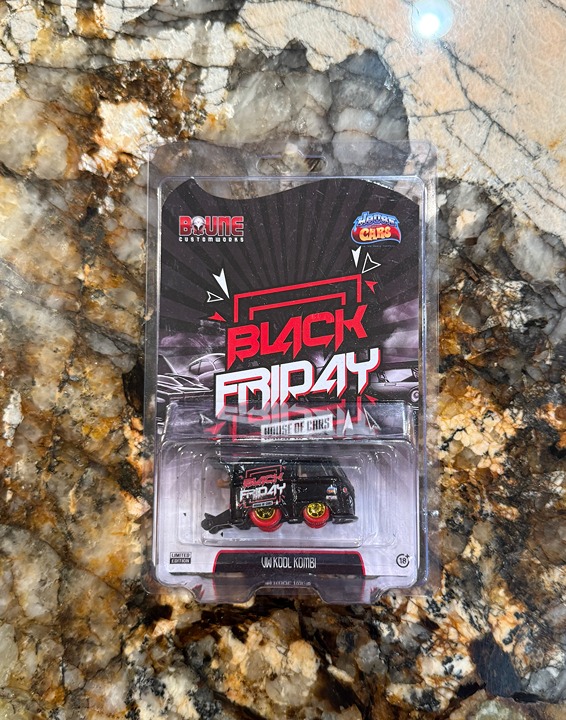 BOUNE
CUSTOMWORKS
HOUSE OF
CARS
BLACK
FRIDAY
HOUSE OF CARS
BLACK
FRIDAY
LIMITED
EDITION
VW KOOL KOMBI
18+